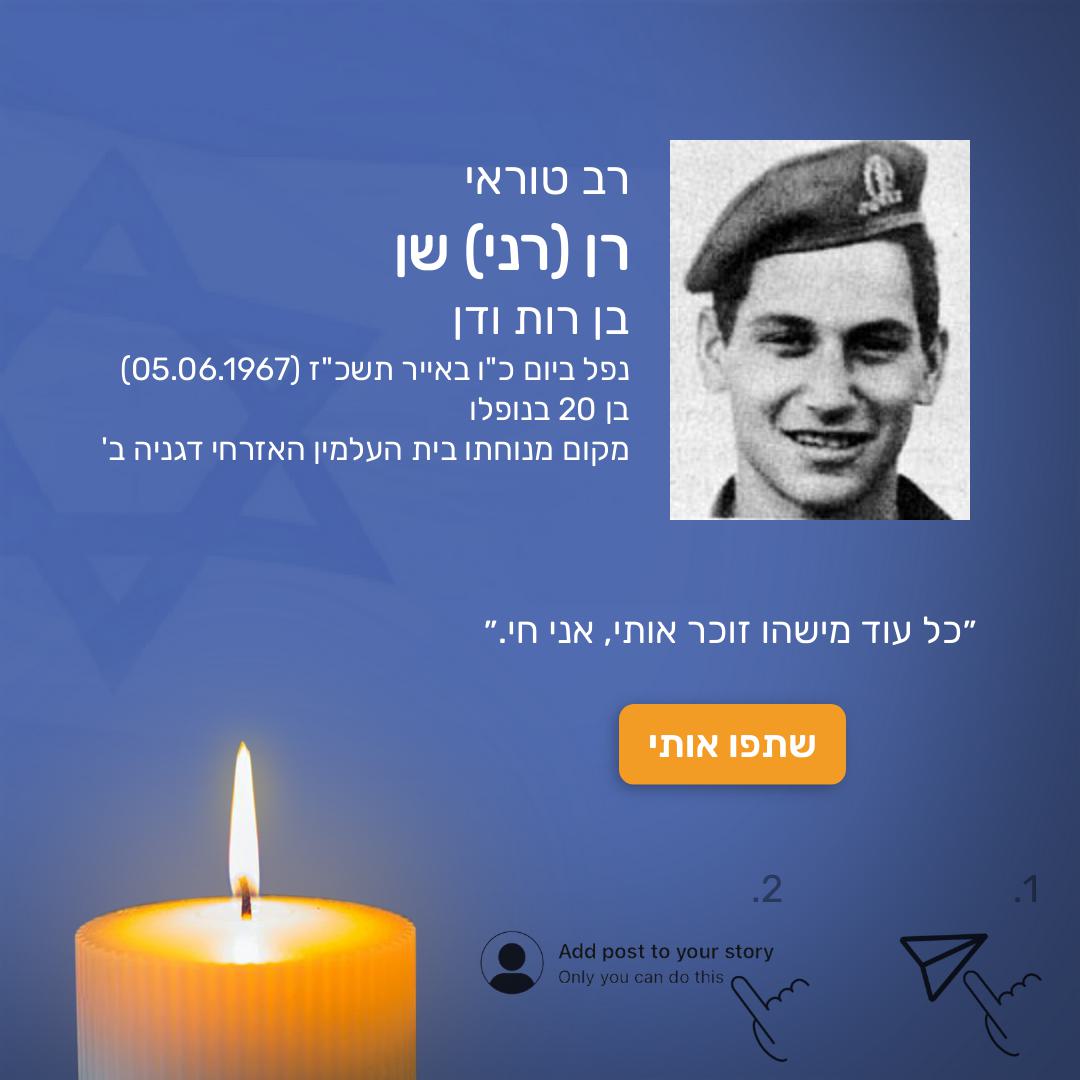 רב טוראי
רן (רני) שן
בן רות ודן
נפל ביום כ"ו באייר תשכ"ז (05.06.1967)
בן 20 בנופלו
מקום מנוחתו בית העלמין האזרחי דגניה ב'
״כל עוד מישהו זוכר אותי, אני חי.״
שתפו אותי
.1
.2
Add post to your story
Only you can do this